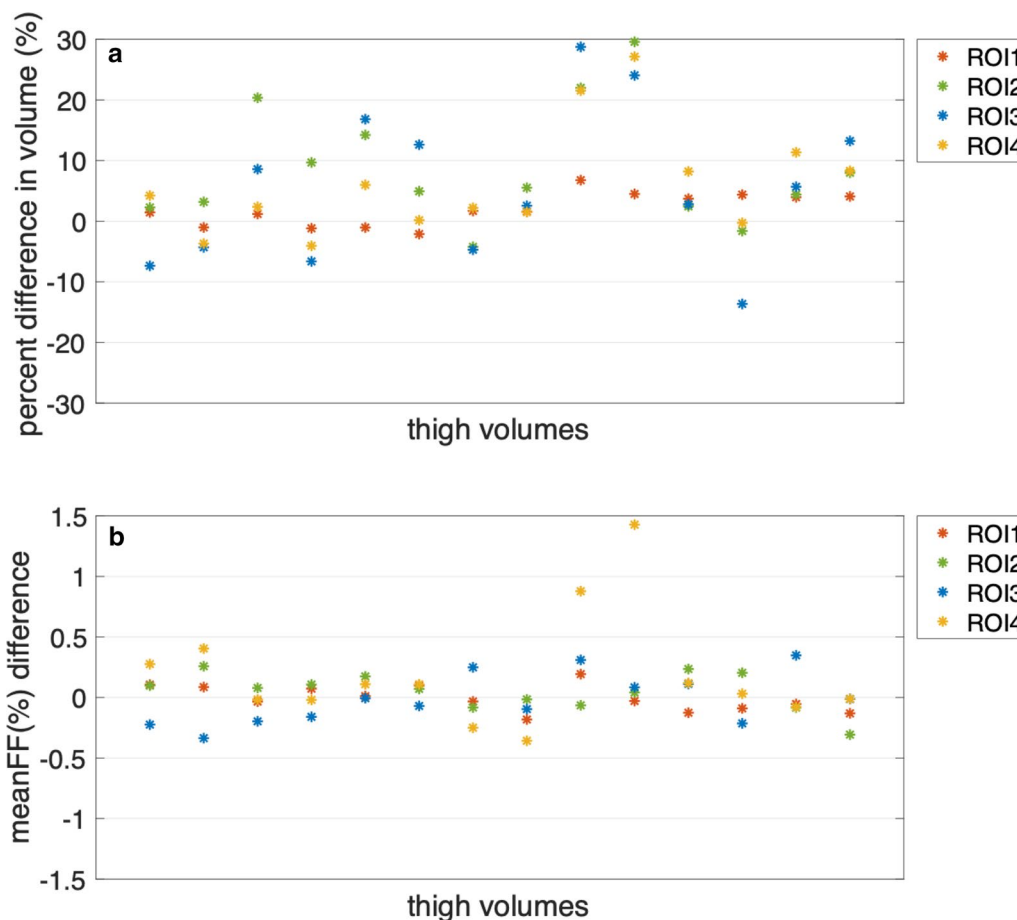 a
percent difference in volume (%)
30
20
10
0
-10
-20
-30
thigh volumes
ROI1
ROI2
ROI3
ROI4
b
meanFF(%) difference
1.5
1
0.5
0
-0.5
-1
-1.5
thigh volumes
ROI1
ROI2
ROI3
ROI4